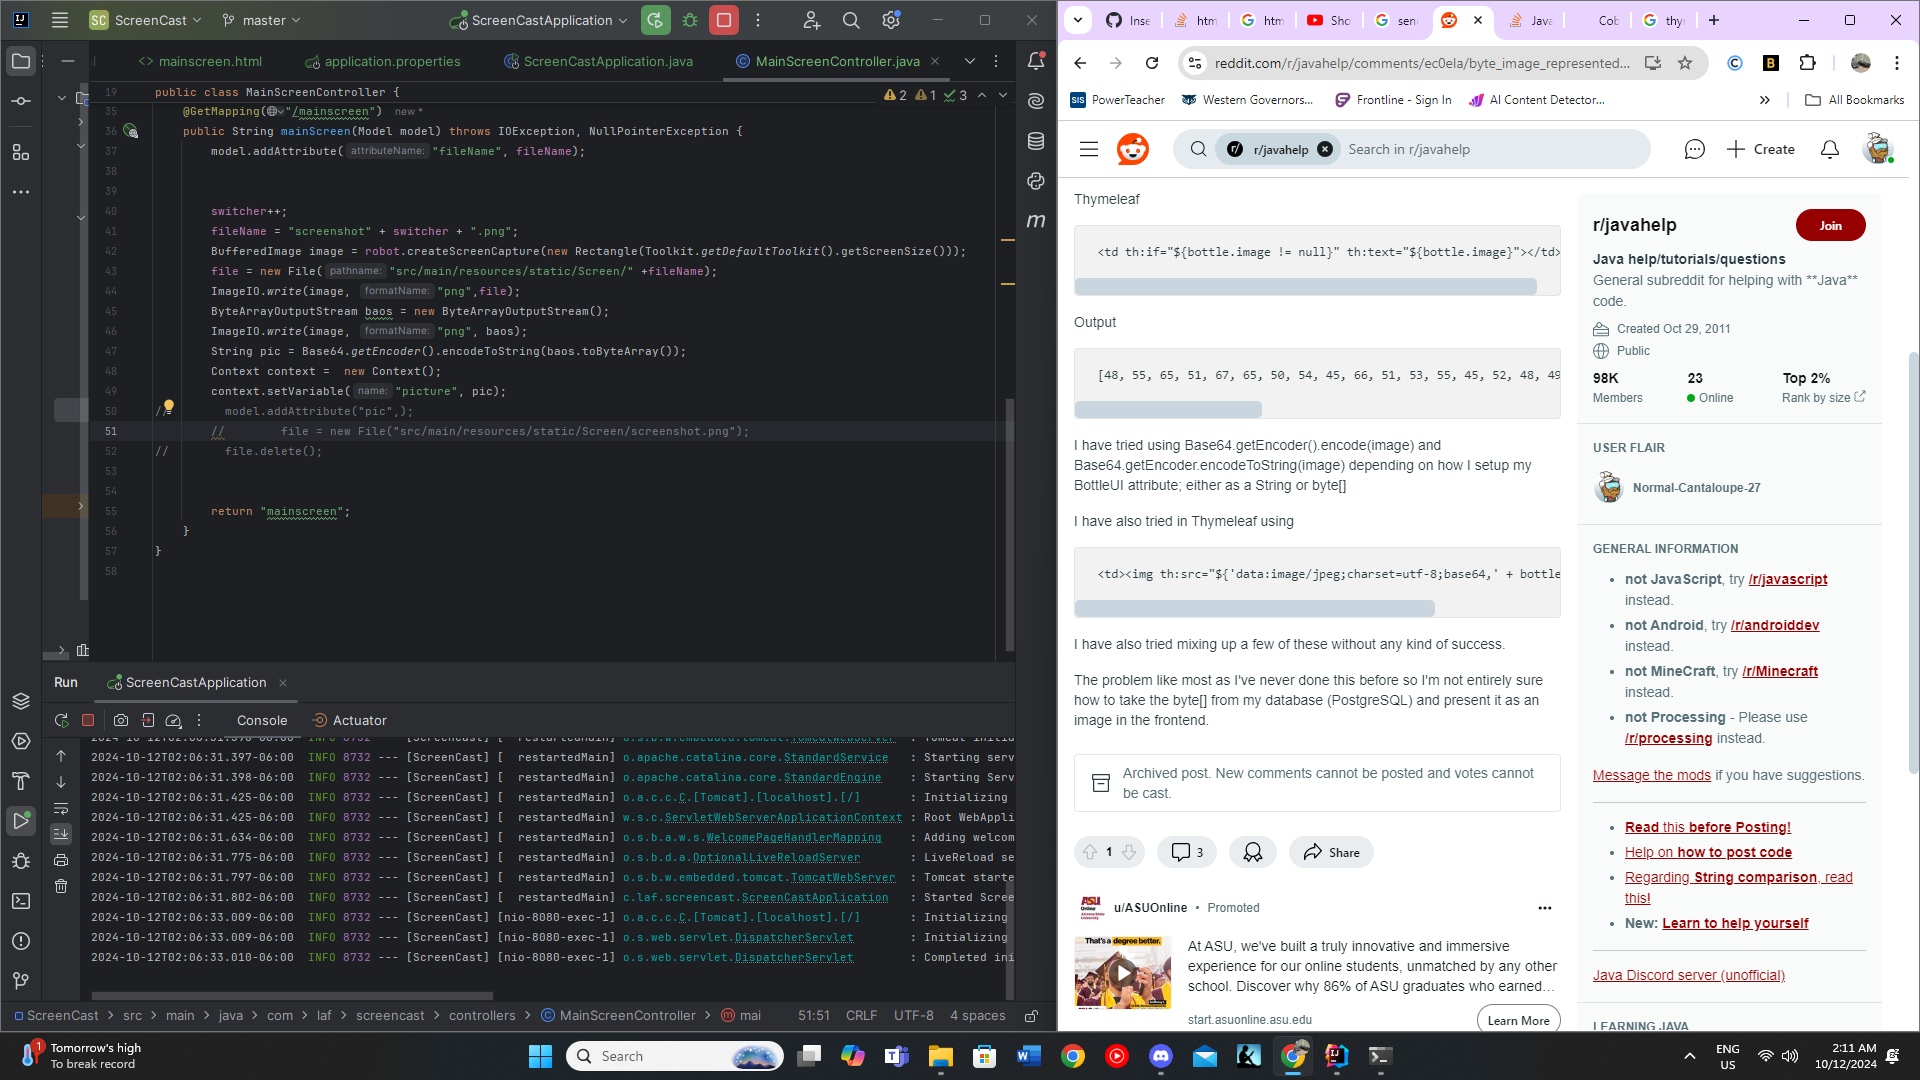 SC ScreenCast master ScreenCastApplication
mainscreen.html application.properties ScreenCastApplication.java MainScreenController.java
19 public class MainScreenController { 2 1 3
35 @GetMapping("/mainscreen") new *
36 public String mainScreen(Model model) throws IOException, NullPointerException {
37 model.addAttribute( attributeName: "fileName", fileName);
38
39
40 switcher++;
41 fileName = "screenshot" + switcher + ".png";
42 BufferedImage image = robot.createScreenCapture(new Rectangle(Toolkit.getDefaultToolkit().getScreenSize()));
43 file = new File( pathname: "src/main/resources/static/Screen/" +fileName);
44 ImageIO.write(image, formatName: "png",file);
45 ByteArrayOutputStream baos = new ByteArrayOutputStream();
46 ImageIO.write(image, formatName: "png", baos);
47 String pic = Base64.getEncoder().encodeToString(baos.toByteArray());
48 Context context =  new Context();
49 context.setVariable( name: "picture", pic);
50 // model.addAttribute("pic",);
51 // file = new File("src/main/resources/static/Screen/screenshot.png");
52 // file.delete();
53
54
55 return "mainscreen";
56 }
57 }
58
Run ScreenCastApplication
Console Actuator
2024-10-12T02:06:31.397-06:00 INFO 8732 --- [ScreenCast] [ restartedMain] o.apache.catalina.core.StandardService : Starting serv
2024-10-12T02:06:31.398-06:00 INFO 8732 --- [ScreenCast] [ restartedMain] o.apache.catalina.core.StandardEngine : Starting Serv
2024-10-12T02:06:31.425-06:00 INFO 8732 --- [ScreenCast] [ restartedMain] o.a.c.c.C.[Tomcat].[localhost].[/] : Initializing
2024-10-12T02:06:31.425-06:00 INFO 8732 --- [ScreenCast] [ restartedMain] w.s.c.ServletWebServerApplicationContext : Root WebAppli
2024-10-12T02:06:31.634-06:00 INFO 8732 --- [ScreenCast] [ restartedMain] o.s.b.a.w.s.WelcomePageHandlerMapping : Adding welcom
2024-10-12T02:06:31.775-06:00 INFO 8732 --- [ScreenCast] [ restartedMain] o.s.b.d.a.OptionalLiveReloadServer : LiveReload se
2024-10-12T02:06:31.797-06:00 INFO 8732 --- [ScreenCast] [ restartedMain] o.s.b.w.embedded.tomcat.TomcatWebServer : Tomcat starte
2024-10-12T02:06:31.802-06:00 INFO 8732 --- [ScreenCast] [ restartedMain] c.laf.screencast.ScreenCastApplication : Started Scree
2024-10-12T02:06:33.009-06:00 INFO 8732 --- [ScreenCast] [nio-8080-exec-1] o.a.c.c.C.[Tomcat].[localhost].[/] : Initializing
2024-10-12T02:06:33.009-06:00 INFO 8732 --- [ScreenCast] [nio-8080-exec-1] o.s.web.servlet.DispatcherServlet : Initializing
2024-10-12T02:06:33.010-06:00 INFO 8732 --- [ScreenCast] [nio-8080-exec-1] o.s.web.servlet.DispatcherServlet : Completed ini
ScreenCast > src > main > java > com > laf > screencast > controllers > MainScreenController > mai 51:51 CRLF UTF-8 4 spaces
Inse htm htm Sho sen Java Cob thy
reddit.com/r/javahelp/comments/ec0ela/byte_image_represented...
SIS PowerTeacher Western Governors... Frontline - Sign In AI Content Detector... All Bookmarks
r/javahelp Search in r/javahelp Create
Thymeleaf
<td th:if="${bottle.image != null}" th:text="${bottle.image}"></td>
Output
[48, 55, 65, 51, 67, 65, 50, 54, 45, 66, 51, 53, 55, 45, 52, 48, 49
I have tried using Base64.getEncoder().encode(image) and
Base64.getEncoder.encodeToString(image) depending on how I setup my
BottleUI attribute; either as a String or byte[]
I have also tried in Thymeleaf using
<td><img th:src="${'data:image/jpeg;charset=utf-8;base64,' + bottle
I have also tried mixing up a few of these without any kind of success.
The problem like most as I've never done this before so I'm not entirely sure
how to take the byte[] from my database (PostgreSQL) and present it as an
image in the frontend.
Archived post. New comments cannot be posted and votes cannot
be cast.
1 3 Share
u/ASUOnline • Promoted
That's a degree better.
At ASU, we've built a truly innovative and immersive
experience for our online students, unmatched by any other
school. Discover why 86% of ASU graduates who earned...
start.asuonline.asu.edu
Learn More
r/javahelp
Join
Java help/tutorials/questions
General subreddit for helping with **Java**
code.
Created Oct 29, 2011
Public
98K 23 Top 2%
Members Online Rank by size
USER FLAIR
Normal-Cantaloupe-27
GENERAL INFORMATION
• not JavaScript, try /r/javascript
instead.
• not Android, try /r/androiddev
instead.
• not MineCraft, try /r/Minecraft
instead.
• not Processing - Please use
/r/processing instead.
Message the mods if you have suggestions.
• Read this before Posting!
• Help on how to post code
• Regarding String comparison, read
this!
• New: Learn to help yourself
Java Discord server (unofficial)
LEARNING JAVA
1 Tomorrow's high
To break record
Search
ENG
US
2:11 AM
10/12/2024